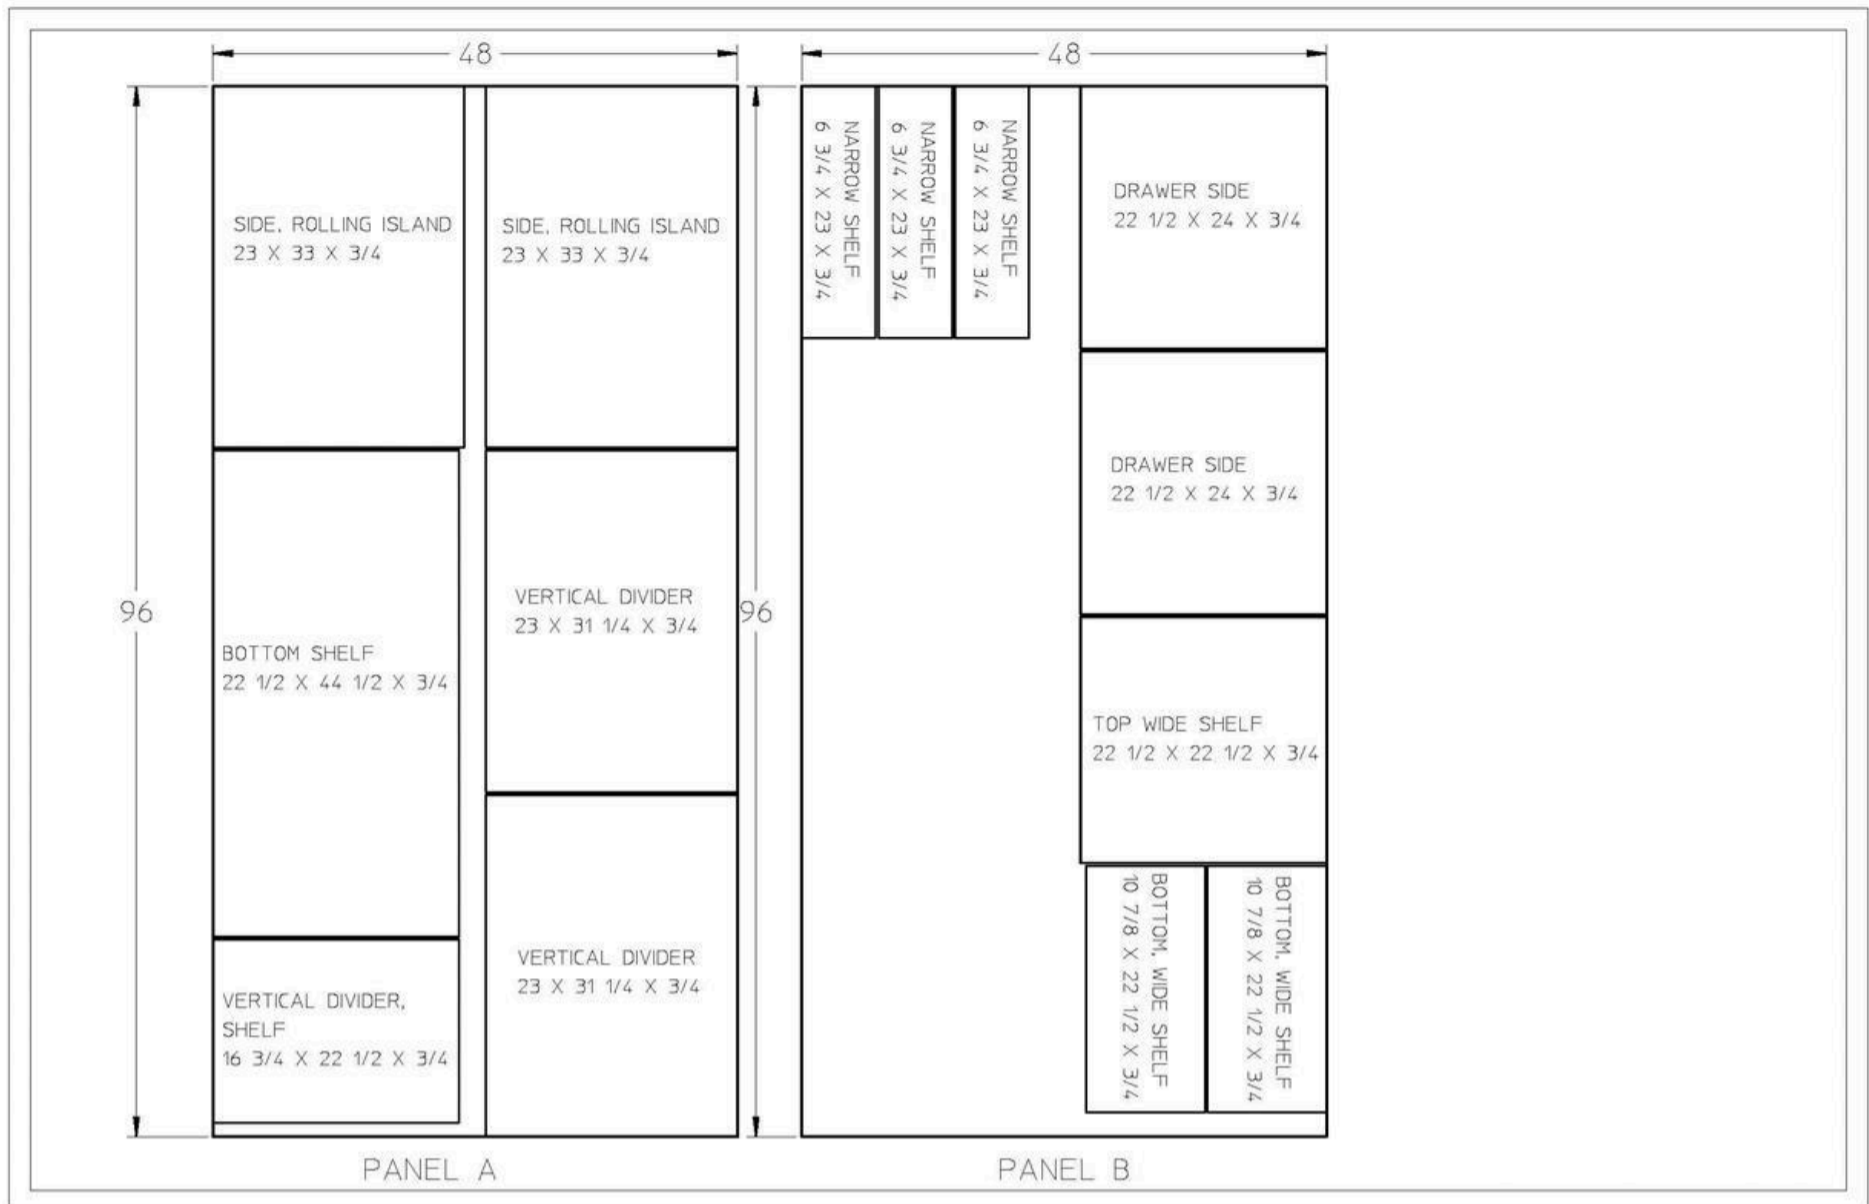 48
48
96
96
SIDE, ROLLING ISLAND
23 X 33 X 3/4
SIDE, ROLLING ISLAND
23 X 33 X 3/4
BOTTOM SHELF
22 1/2 X 44 1/2 X 3/4
VERTICAL DIVIDER
23 X 31 1/4 X 3/4
VERTICAL DIVIDER,
SHELF
16 3/4 X 22 1/2 X 3/4
VERTICAL DIVIDER
23 X 31 1/4 X 3/4
PANEL A
NARROW SHELF
6 3/4 X 23 X 3/4
NARROW SHELF
6 3/4 X 23 X 3/4
NARROW SHELF
6 3/4 X 23 X 3/4
DRAWER SIDE
22 1/2 X 24 X 3/4
DRAWER SIDE
22 1/2 X 24 X 3/4
TOP WIDE SHELF
22 1/2 X 22 1/2 X 3/4
BOTTOM, WIDE SHELF
10 7/8 X 22 1/2 X 3/4
BOTTOM, WIDE SHELF
10 7/8 X 22 1/2 X 3/4
PANEL B